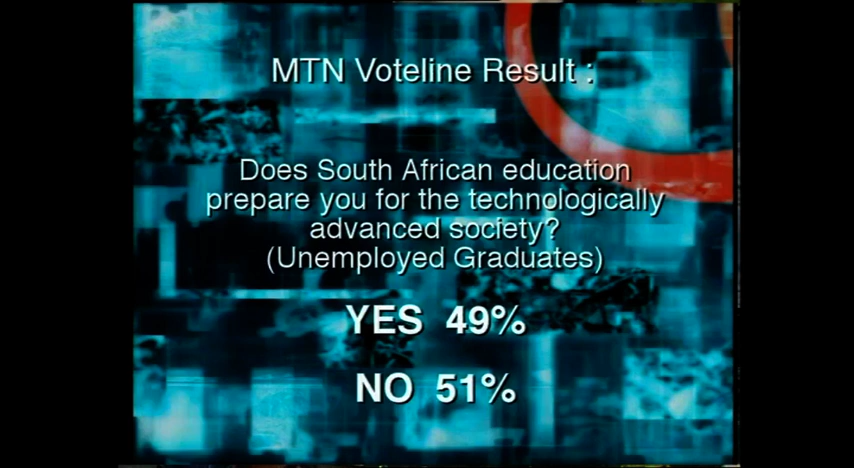 MTN Voteline Result :
Does South African education
prepare you for the technologically
advanced society?
(Unemployed Graduates)
YES 49%
NO 51%